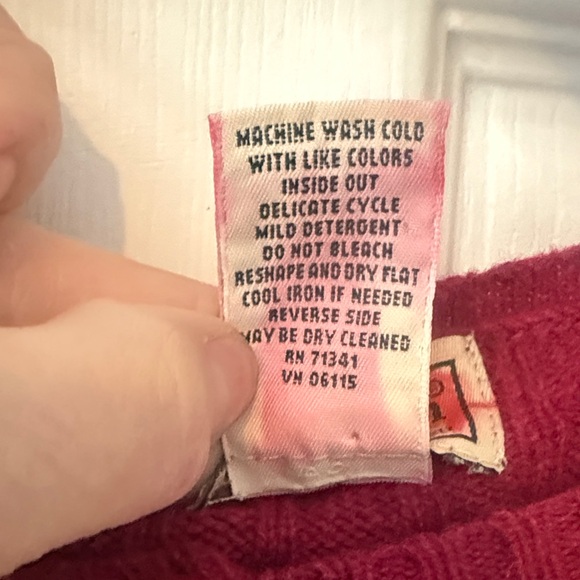 MACHINE WASH COLD
WITH LIKE COLORS
INSIDE OUT
DELICATE CYCLE
MILD DETERGENT
DO NOT BLEACH
RESHAPE AND DRY FLAT
COOL IRON IF NEEDED
REVERSE SIDE
MAY BE DRY CLEANED
RN 71341
VN 06115